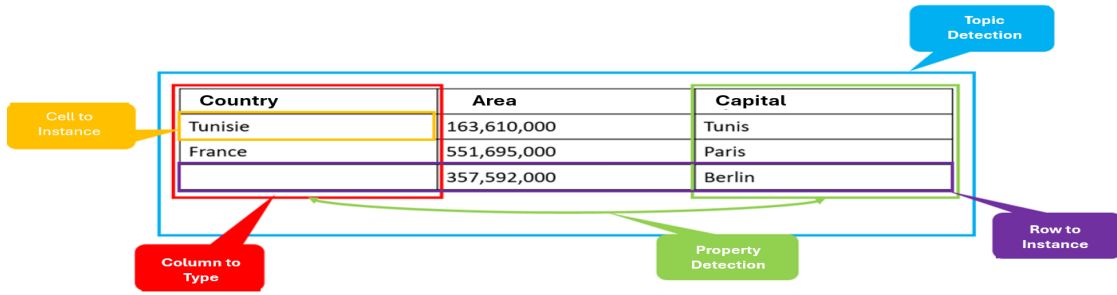 Topic
Detection
Country Area Capital
Cell to
Instance
Tunisie 163,610,000 Tunis
France 551,695,000 Paris
357,592,000 Berlin
Row to
Instance
Property
Detection
Column to
Type